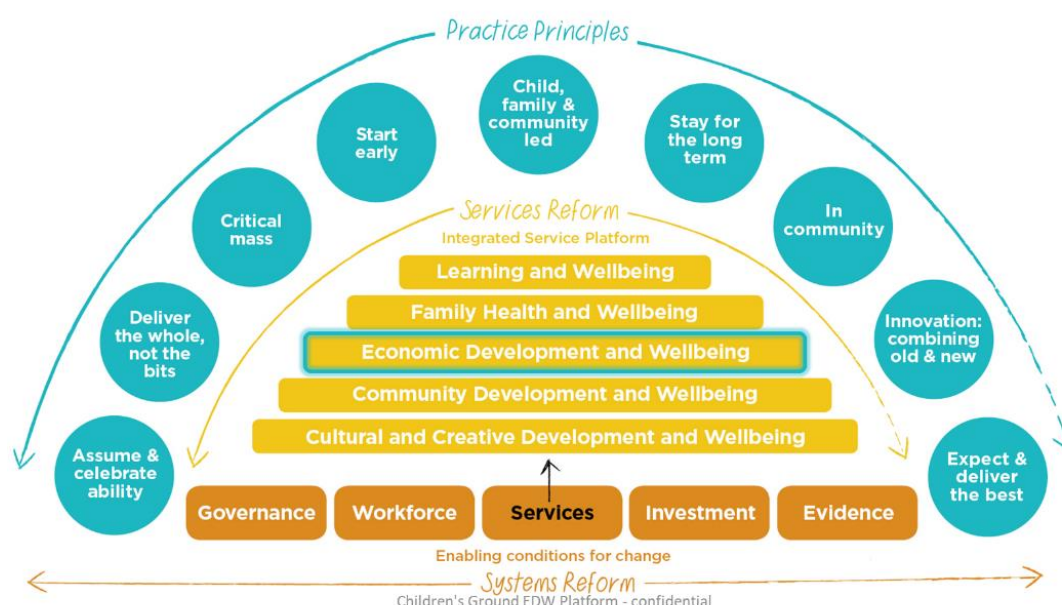 Practice Principles
Child,
family &
community
led
Start
early
Stay for
the long
term
Critical
mass
In
community
Deliver
the whole,
not the
bits
Innovation:
combining
old & new
Assume &
celebrate
ability
Expect &
deliver
the best
Services Reform
Integrated Service Platform
Learning and Wellbeing
Family Health and Wellbeing
Economic Development and Wellbeing
Community Development and Wellbeing
Cultural and Creative Development and Wellbeing
Governance
Workforce
Services
Investment
Evidence
Enabling conditions for change
Systems Reform
Children's Ground EDW Platform - confidential